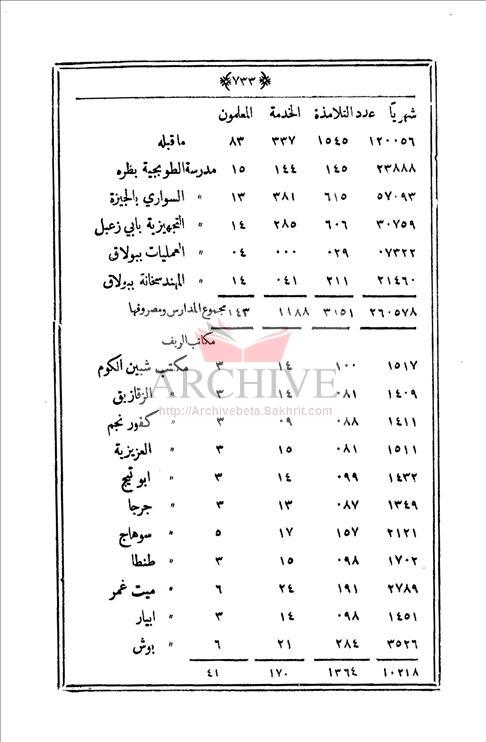 ﴿٧٣٣﴾
شهريًا عدد التلامذة الخدمة المعلمون
١٢٠٠٥٦ ١٥٤٥ ٣٣٧ ٨٣ ماقبله
٢٣٨٨٨ ١٤٥ ١٤٤ ١٥ مدرسة الطوبجية بطره
٥٧٠٩٣ ٦١٥ ٣٨١ ١٣ " السواري بالجيزة
٣٠٧٥٩ ٦٠٦ ٢٨٥ ١٤ " التجهيزية بابي زعبل
٠٧٣٢٢ ٠٢٩ ٠٠٠ ٠٤ " العمليات ببولاق
٢١٤٦٠ ٢١١ ٠٤١ ١٤ " المهندسخانة ببولاق
٢٦٠٥٧٨ ٣١٥١ ١١٨٨ ١٤٣ مجموع المدارس ومصروفها
مكاتب الريف
١٥١٧ ١٠٠ ١٤ ٣ مكتب شبين الكوم
١٤٠٩ ٠٨١ ١٤ ٣ " الزقازيق
ARCHIVE
http://Archivebeta.Sakhrit.com
١٤١١ ٠٨٨ ٠٩ ٣ " كفور نجم
١٥١١ ٠٨١ ١٥ ٣ " العزيزية
١٤٣٢ ٠٩٩ ١٤ ٣ " ابو تيج
١٣٤٩ ٠٨٧ ١٣ ٣ " جرجا
٢١٢١ ١٥٧ ١٧ ٥ " سوهاج
١٧٠٢ ٠٩٨ ١٥ ٣ " طنطا
٢٧٨٩ ١٩١ ٢٤ ٦ " ميت غمر
١٤٥١ ٠٩٨ ١٤ ٣ " ابيار
٣٥٢٦ ٢٨٤ ٢١ ٦ " بوش
١٠٢١٨ ١٣٦٤ ١٧٠ ٤١